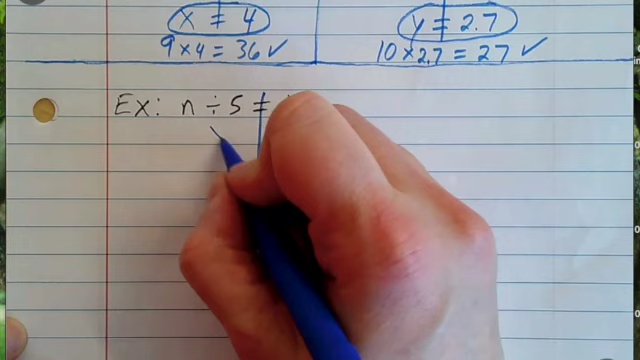 x = 4
y = 2.7
9 x 4 = 36 ✓
10 x 2.7 = 27 ✓
Ex: n ÷ 5 =